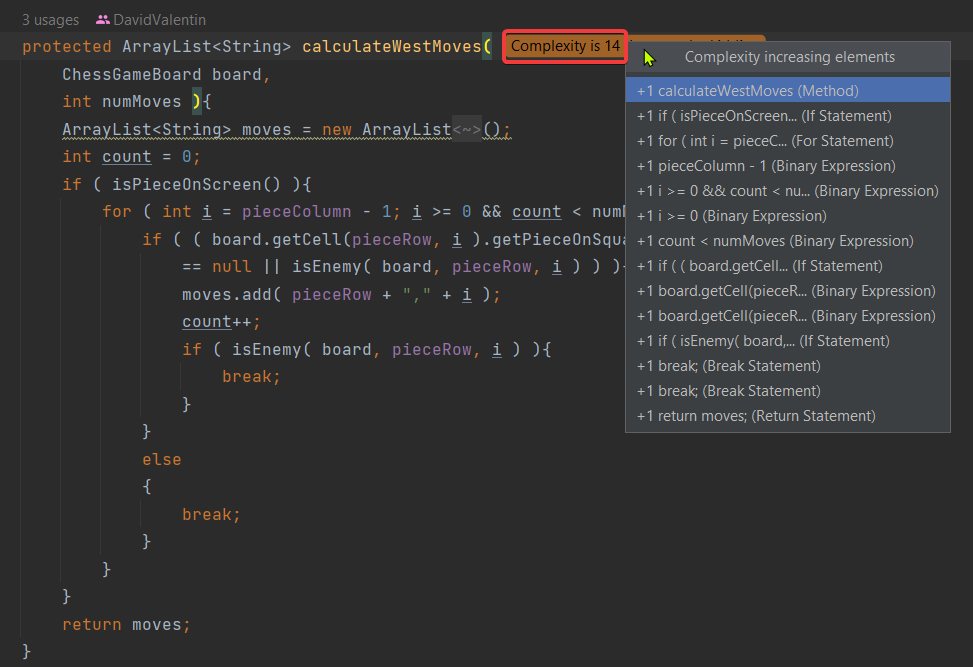 3 usages DavidValentin
protected ArrayList<String> calculateWestMoves( Complexity is 14
ChessGameBoard board,
int numMoves ){
ArrayList<String> moves = new ArrayList<~>();
int count = 0;
if ( isPieceOnScreen() ){
for ( int i = pieceColumn - 1; i >= 0 && count < num
if ( ( board.getCell(pieceRow, i ).getPieceOnSqua
== null || isEnemy( board, pieceRow, i ) ) ){
moves.add( pieceRow + "," + i );
count++;
if ( isEnemy( board, pieceRow, i ) ){
break;
}
}
else
{
break;
}
}
}
return moves;
}
Complexity increasing elements
+1 calculateWestMoves (Method)
+1 if ( isPieceOnScreen... (If Statement)
+1 for ( int i = pieceC... (For Statement)
+1 pieceColumn - 1 (Binary Expression)
+1 i >= 0 && count < nu... (Binary Expression)
+1 i >= 0 (Binary Expression)
+1 count < numMoves (Binary Expression)
+1 if ( ( board.getCell... (If Statement)
+1 board.getCell(pieceR... (Binary Expression)
+1 board.getCell(pieceR... (Binary Expression)
+1 if ( isEnemy( board,... (If Statement)
+1 break; (Break Statement)
+1 break; (Break Statement)
+1 return moves; (Return Statement)